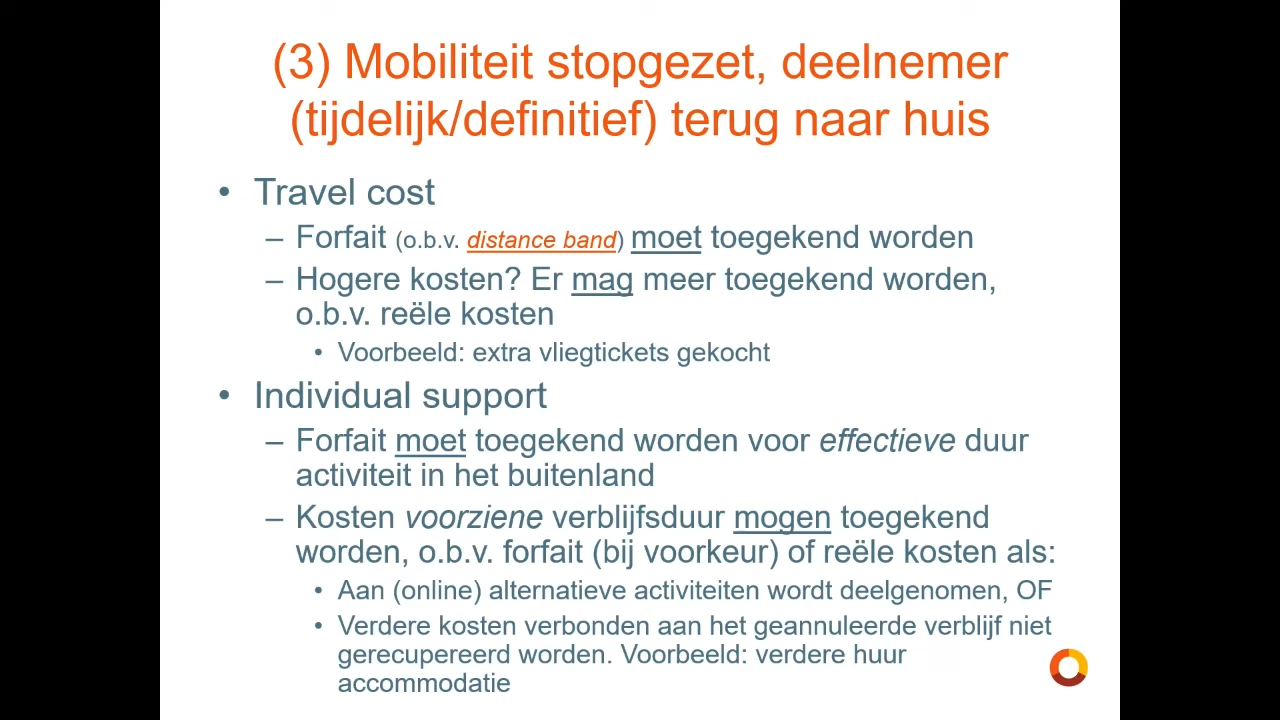 (3) Mobiliteit stopgezet, deelnemer
(tijdelijk/definitief) terug naar huis
• Travel cost
– Forfait (o.b.v. distance band) moet toegekend worden
– Hogere kosten? Er mag meer toegekend worden,
o.b.v. reële kosten
• Voorbeeld: extra vliegtickets gekocht
• Individual support
– Forfait moet toegekend worden voor effectieve duur
activiteit in het buitenland
– Kosten voorziene verblijfsduur mogen toegekend
worden, o.b.v. forfait (bij voorkeur) of reële kosten als:
• Aan (online) alternatieve activiteiten wordt deelgenomen, OF
• Verdere kosten verbonden aan het geannuleerde verblijf niet
gerecupereerd worden. Voorbeeld: verdere huur
accommodatie